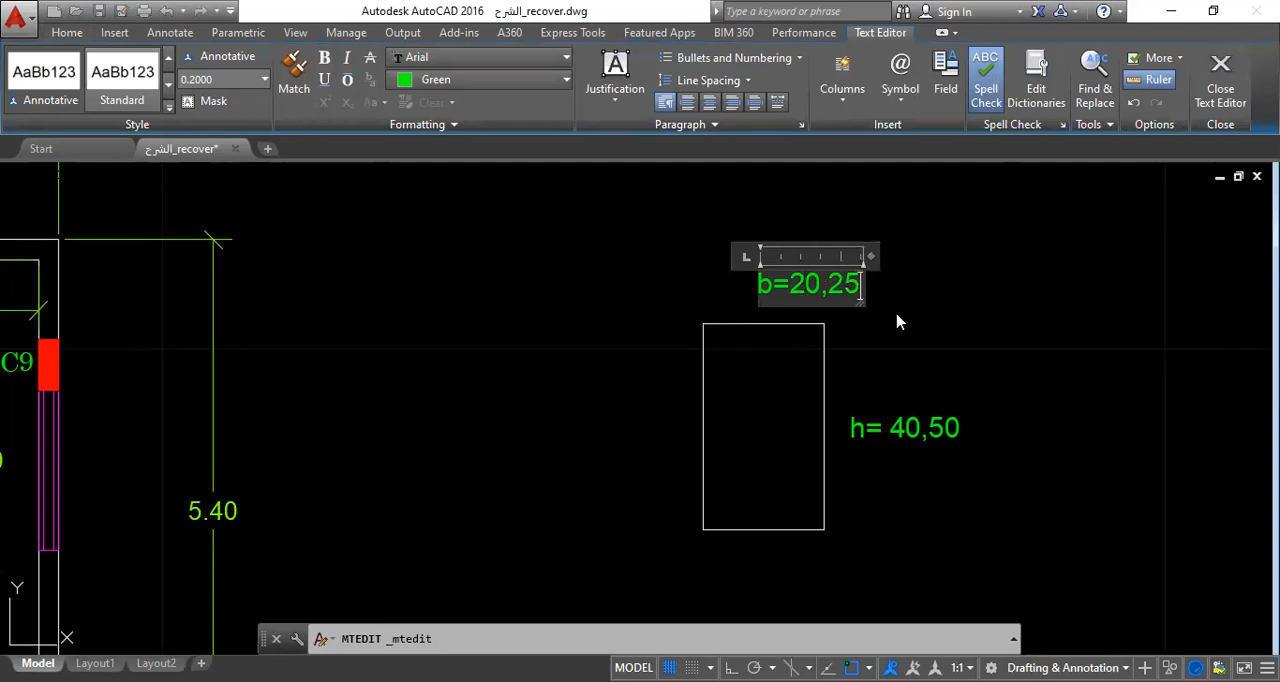 Autodesk AutoCAD 2016 الشرح_recover.dwg
Type a keyword or phrase
Sign In
Home Insert Annotate Parametric View Manage Output Add-ins A360 Express Tools Featured Apps BIM 360 Performance Text Editor
AaBb123 AaBb123 Annotative
Annotative Standard
0.2000
Mask
Style
Match
B I A
U O
Arial
Green
Clear
Formatting
Justification
Bullets and Numbering
Line Spacing
Paragraph
Columns
@
Symbol
Field
Insert
ABC
Spell
Check
Edit
Dictionaries
Spell Check
Find &
Replace
Tools
More
Ruler
Options
Close
Text Editor
Close
Start
الشرح_recover*
L
b=20,25
C9
h= 40,50
5.40
Y
X
MTEDIT _mtedit
Model Layout1 Layout2
MODEL
1:1
Drafting & Annotation